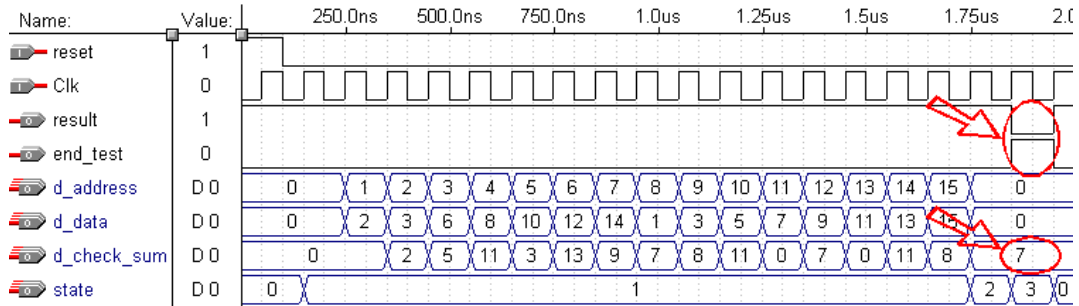 Name: Value: 250.0ns 500.0ns 750.0ns 1.0us 1.25us 1.5us 1.75us 2.0
reset 1
Clk 0
result 1
end_test 0
d_address D 0 0 1 2 3 4 5 6 7 8 9 10 11 12 13 14 15 0
d_data D 0 0 2 3 6 8 10 12 14 1 3 5 7 9 11 13 15 0
d_check_sum D 0 0 2 5 11 3 13 9 7 8 11 0 7 0 11 8 7
state D 0 0 1 2 3 0